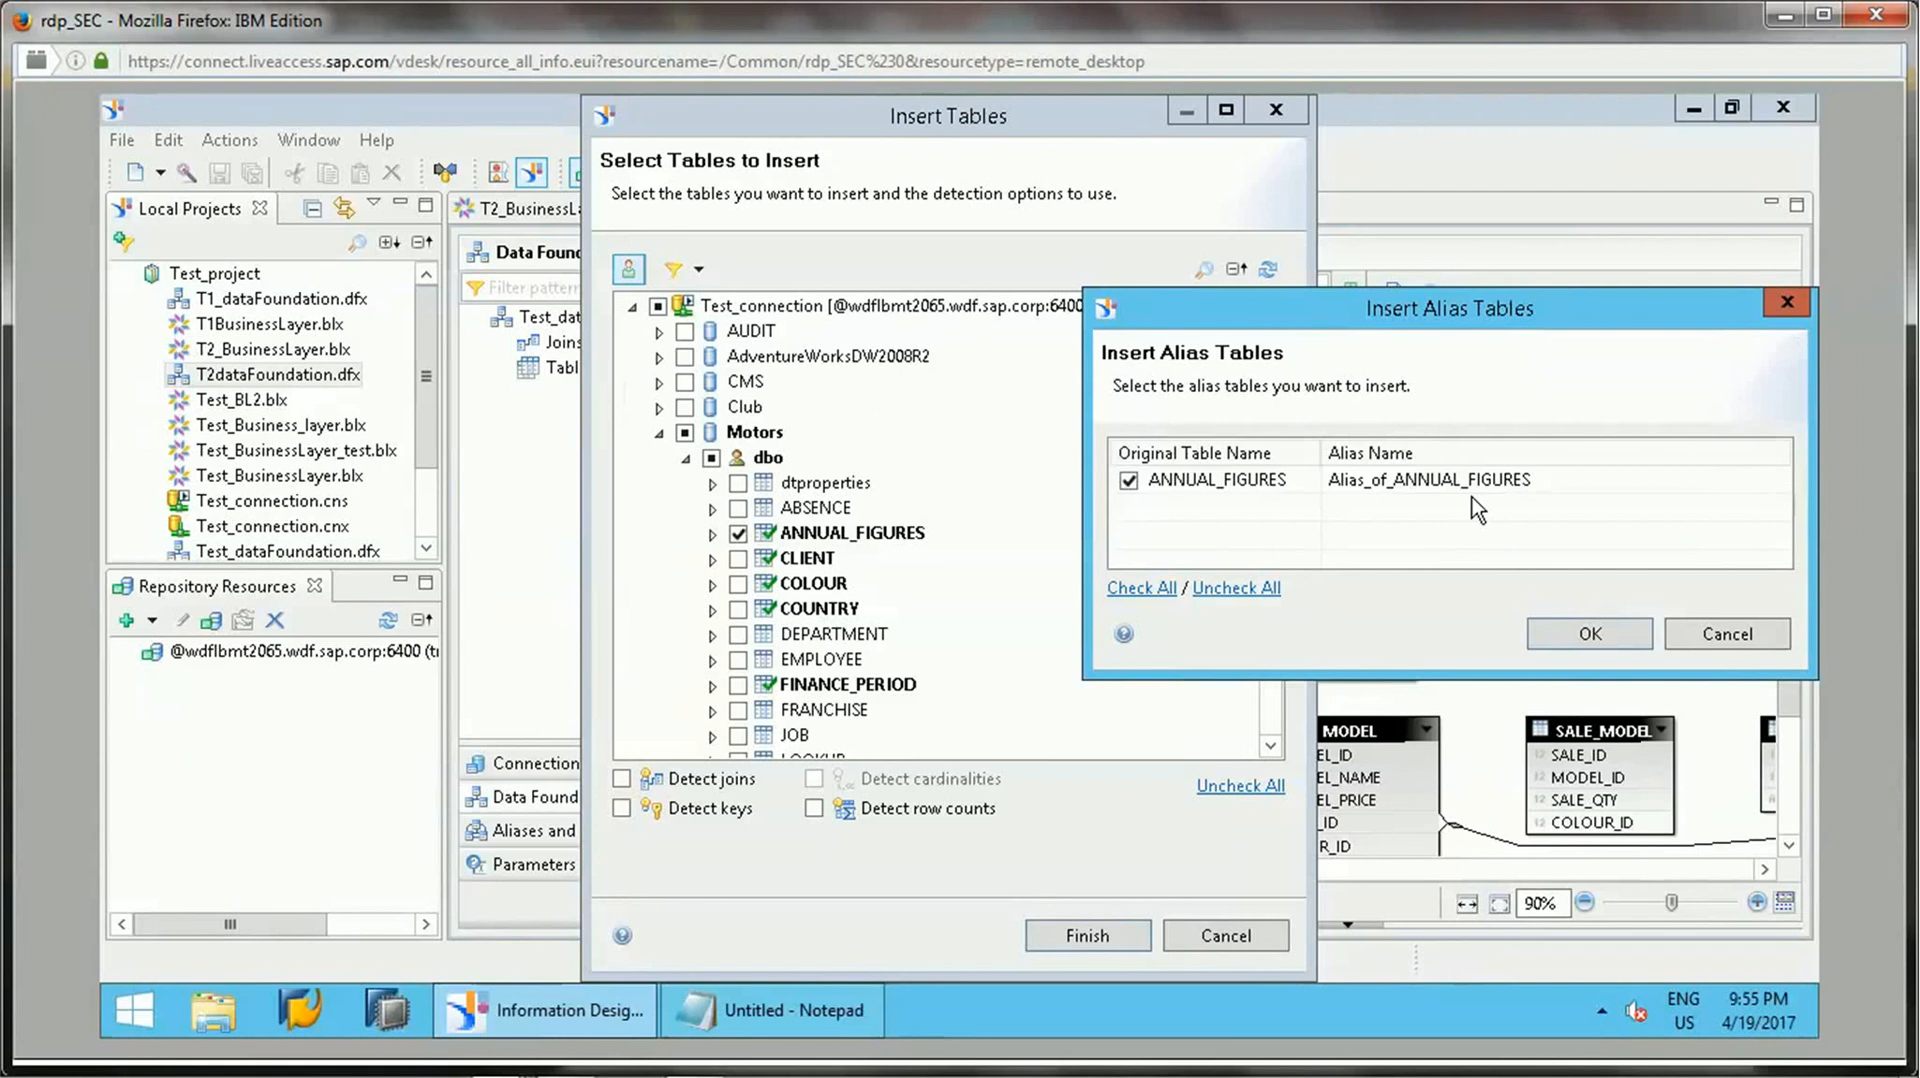 rdp_SEC - Mozilla Firefox: IBM Edition
https://connect.liveaccess.sap.com/vdesk/resource_all_info.eui?resourcename=/Common/rdp_SEC%230&resourcetype=remote_desktop
File Edit Actions Window Help
Local Projects
Test_project
T1_dataFoundation.dfx
T1BusinessLayer.blx
T2_BusinessLayer.blx
T2dataFoundation.dfx
Test_BL2.blx
Test_Business_layer.blx
Test_BusinessLayer_test.blx
Test_BusinessLayer.blx
Test_connection.cns
Test_connection.cnx
Test_dataFoundation.dfx
Repository Resources
@wdflbmt2065.wdf.sap.corp:6400 (t
T2_BusinessLa
Data Foun
Filter patter
Test_dat
Joins
Tabl
Connection
Data Found
Aliases and
Parameters
Insert Tables
Select Tables to Insert
Select the tables you want to insert and the detection options to use.
Test_connection [@wdflbmt2065.wdf.sap.corp:6400
AUDIT
AdventureWorksDW2008R2
CMS
Club
Motors
dbo
dtproperties
ABSENCE
ANNUAL_FIGURES
CLIENT
COLOUR
COUNTRY
DEPARTMENT
EMPLOYEE
FINANCE_PERIOD
FRANCHISE
JOB
Detect joins
Detect cardinalities
Uncheck All
Detect keys
Detect row counts
Finish
Cancel
Insert Alias Tables
Insert Alias Tables
Select the alias tables you want to insert.
Original Table Name
Alias Name
ANNUAL_FIGURES
Alias_of_ANNUAL_FIGURES
Check All / Uncheck All
OK
Cancel
MODEL
EL_ID
EL_NAME
EL_PRICE
_ID
R_ID
SALE_MODEL
SALE_ID
MODEL_ID
SALE_QTY
COLOUR_ID
90%
Information Desig...
Untitled - Notepad
ENG
US
9:55 PM
4/19/2017